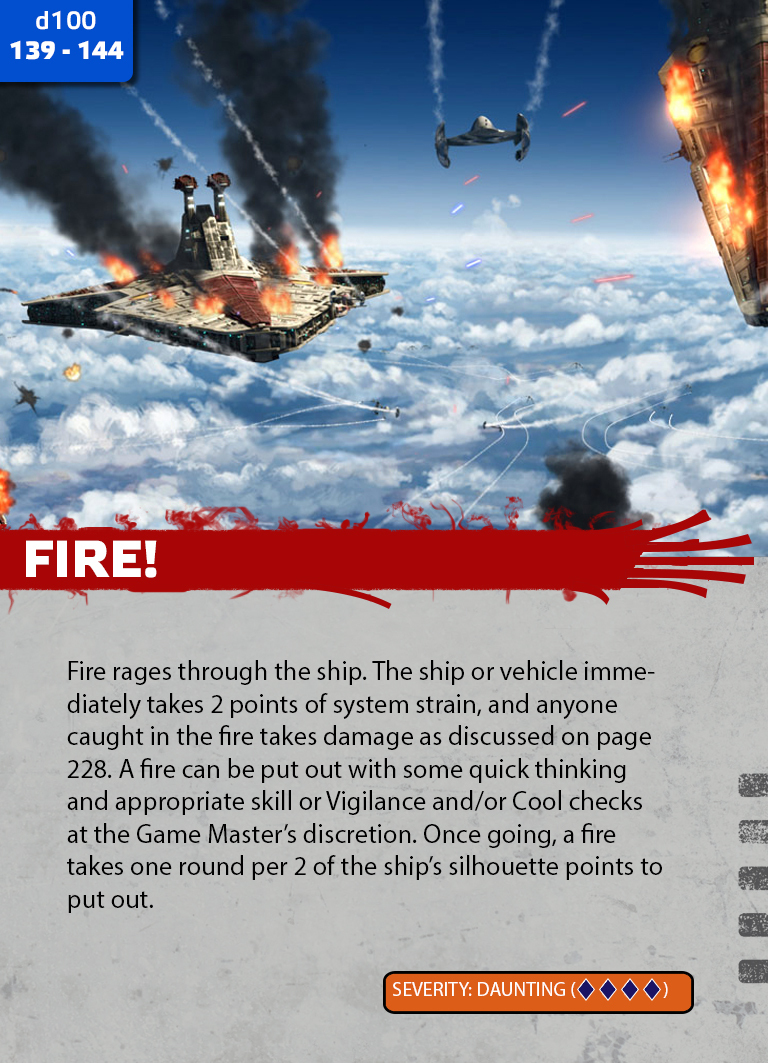 d100
139 - 144
FIRE!
Fire rages through the ship. The ship or vehicle imme-
diately takes 2 points of system strain, and anyone
caught in the fire takes damage as discussed on page
228. A fire can be put out with some quick thinking
and appropriate skill or Vigilance and/or Cool checks
at the Game Master’s discretion. Once going, a fire
takes one round per 2 of the ship’s silhouette points to
put out.
SEVERITY: DAUNTING (◆◆◆◆)